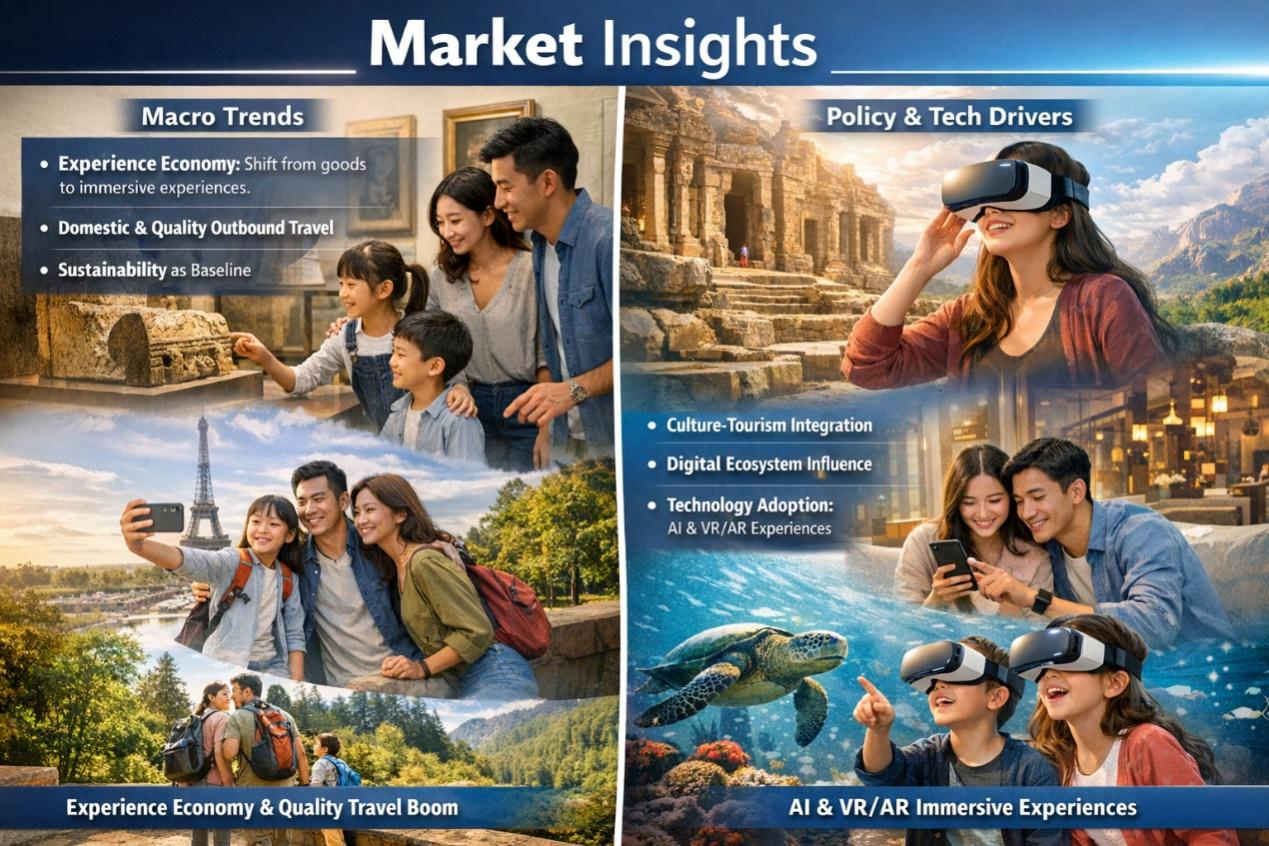 Market Insights
Macro Trends
• Experience Economy: Shift from goods
to immersive experiences.
• Domestic & Quality Outbound Travel
• Sustainability as Baseline
Experience Economy & Quality Travel Boom
Policy & Tech Drivers
• Culture-Tourism Integration
• Digital Ecosystem Influence
• Technology Adoption:
AI & VR/AR Experiences
AI & VR/AR Immersive Experiences